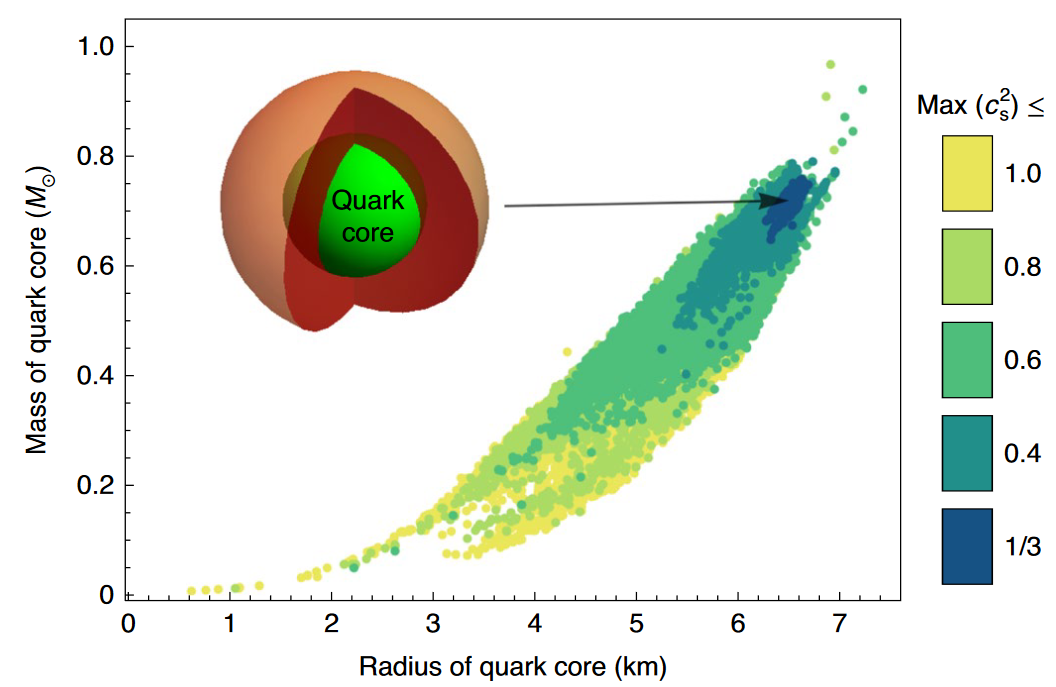 1.0
0.8
0.6
0.4
0.2
0
Mass of quark core (M⊙)
Quark
core
0 1 2 3 4 5 6 7
Radius of quark core (km)
Max (c_s^2) ≤
1.0
0.8
0.6
0.4
1/3